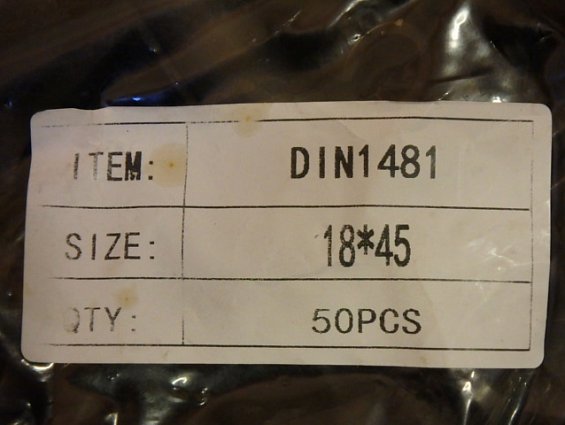 ITEM: DIN1481
SIZE: 18*45
QTY: 50PCS